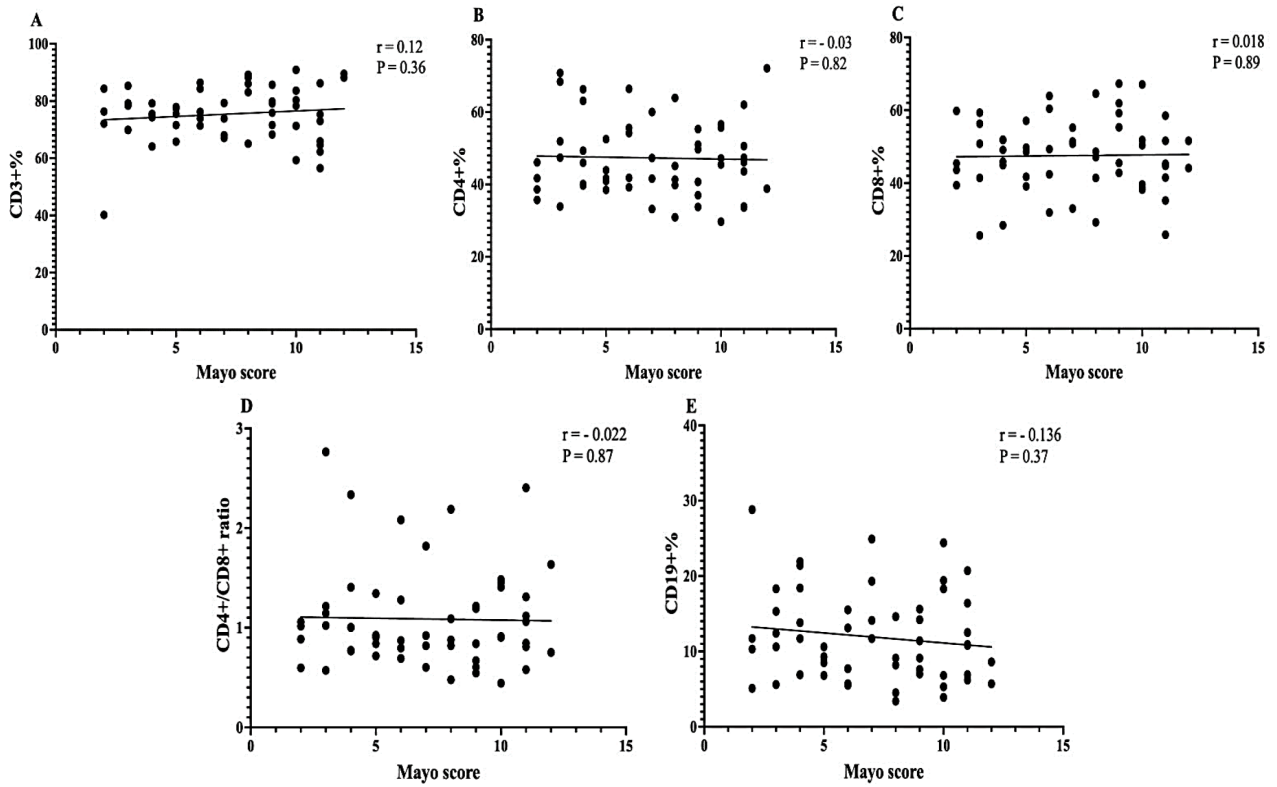 A
r = 0.12
P = 0.36
CD3+%
100
80
60
40
20
0
0 5 10 15
Mayo score
B
r = - 0.03
P = 0.82
CD4+%
80
60
40
20
0
0 5 10 15
Mayo score
C
r = 0.018
P = 0.89
CD8+%
80
60
40
20
0
0 5 10 15
Mayo score
D
r = - 0.022
P = 0.87
CD4+/CD8+ ratio
3
2
1
0
0 5 10 15
Mayo score
E
r = - 0.136
P = 0.37
CD19+%
40
30
20
10
0
0 5 10 15
Mayo score